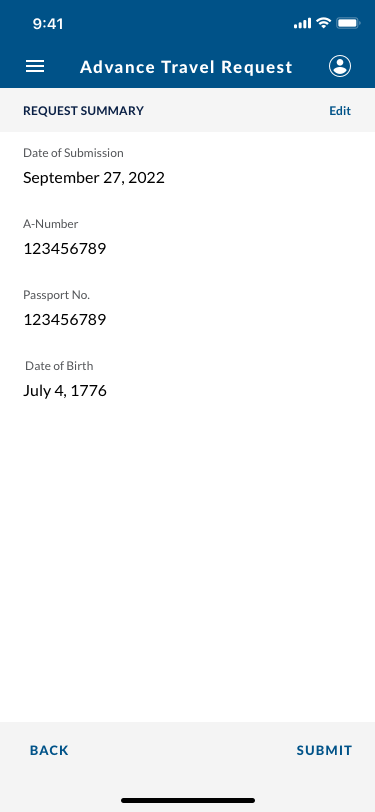 9:41
Advance Travel Request
REQUEST SUMMARY Edit
Date of Submission
September 27, 2022
A-Number
123456789
Passport No.
123456789
Date of Birth
July 4, 1776
BACK SUBMIT